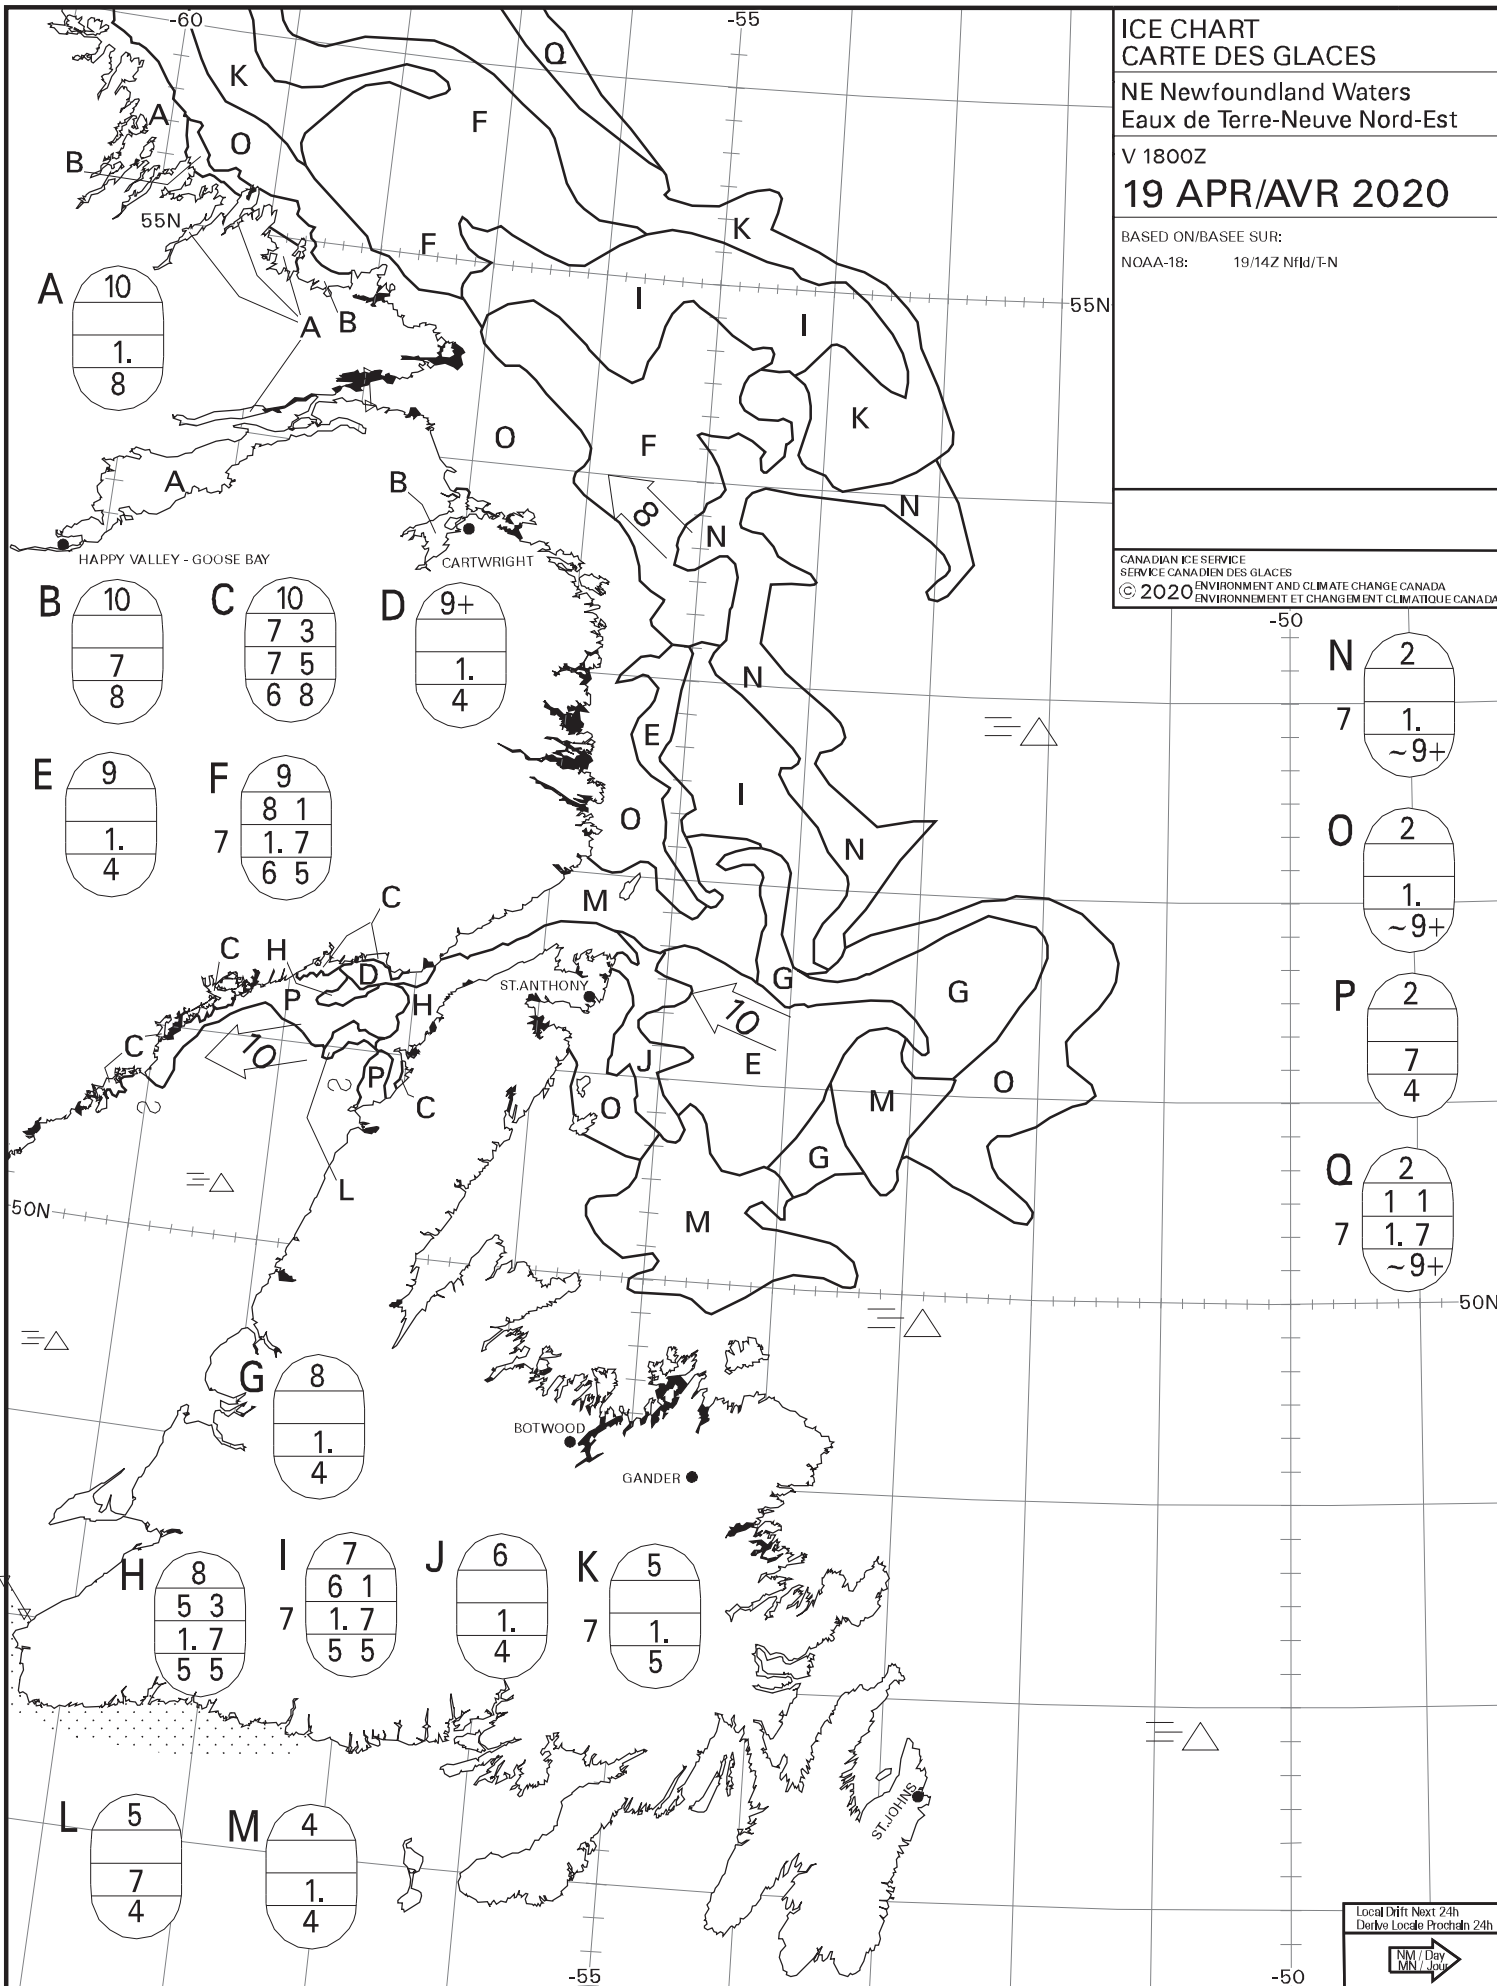 -60
-55
ICE CHART
CARTE DES GLACES
NE Newfoundland Waters
Eaux de Terre-Neuve Nord-Est
V 1800Z
19 APR/AVR 2020
BASED ON/BASEE SUR:
NOAA-18: 19/14Z Nfld/T-N
CANADIAN ICE SERVICE
SERVICE CANADIEN DES GLACES
© 2020 ENVIRONMENT AND CLIMATE CHANGE CANADA
ENVIRONNEMENT ET CHANGEMENT CLIMATIQUE CANADA
Q
K
A
O
F
B
55N
K
F
I
I
55N
A
B
K
O
F
A
B
N
8
N
HAPPY VALLEY - GOOSE BAY
CARTWRIGHT
A
10
1.
8
B
10
7
8
C
10
7 3
7 5
6 8
D
9+
1.
4
E
9
1.
4
F
9
8 1
7 1. 7
6 5
-50
N
2
7 1.
~9+
O
2
1.
~9+
P
2
7
4
Q
2
1 1
7 1. 7
~9+
N
E
I
O
N
C
M
C
H
D
P
H
ST.ANTHONY
G
G
10
10
C
J
E
P
C
O
M
O
G
L
M
50N
50N
G
8
1.
4
BOTWOOD
GANDER
H
8
5 3
1. 7
5 5
I
7
6 1
7 1. 7
5 5
J
6
1.
4
K
5
7 1.
5
L
5
7
4
M
4
1.
4
ST.JOHNS
-55
-50
Local Drift Next 24h
Derive Locale Prochain 24h
NM / Day
MN / Jour